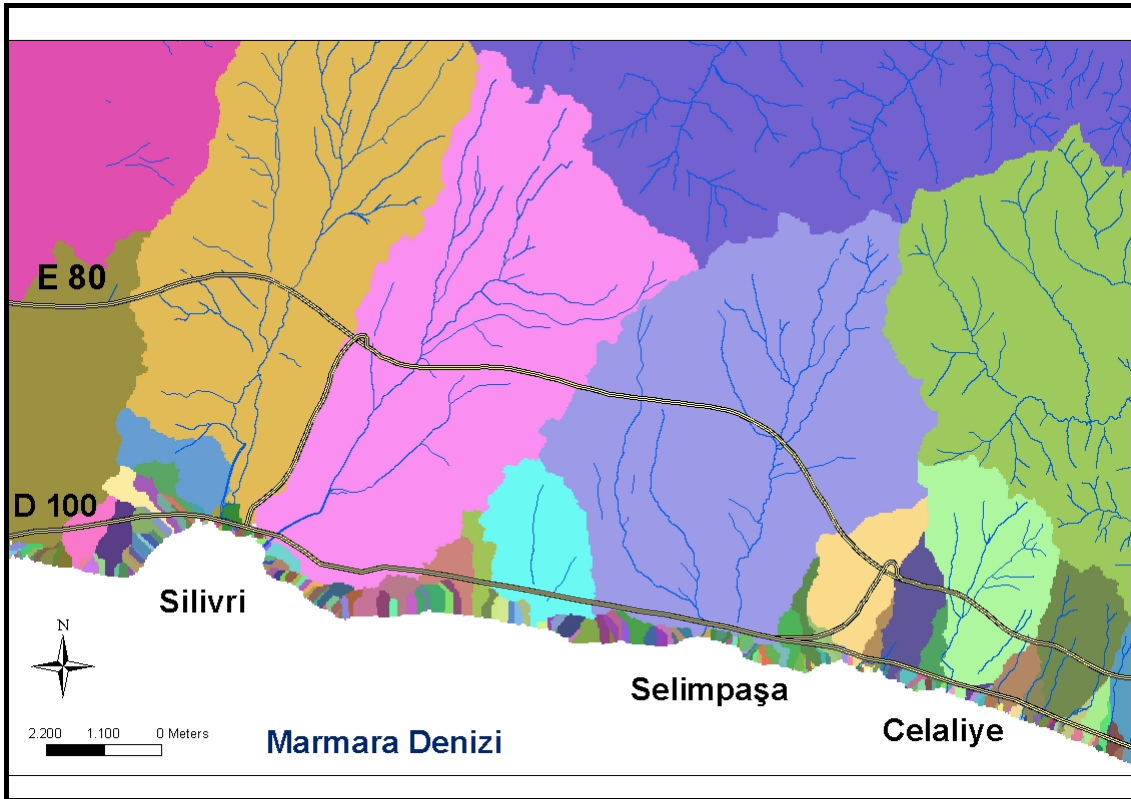 E 80
D 100
Silivri
N
Selimpaşa
Celaliye
2.200 1.100 0 Meters
Marmara Denizi